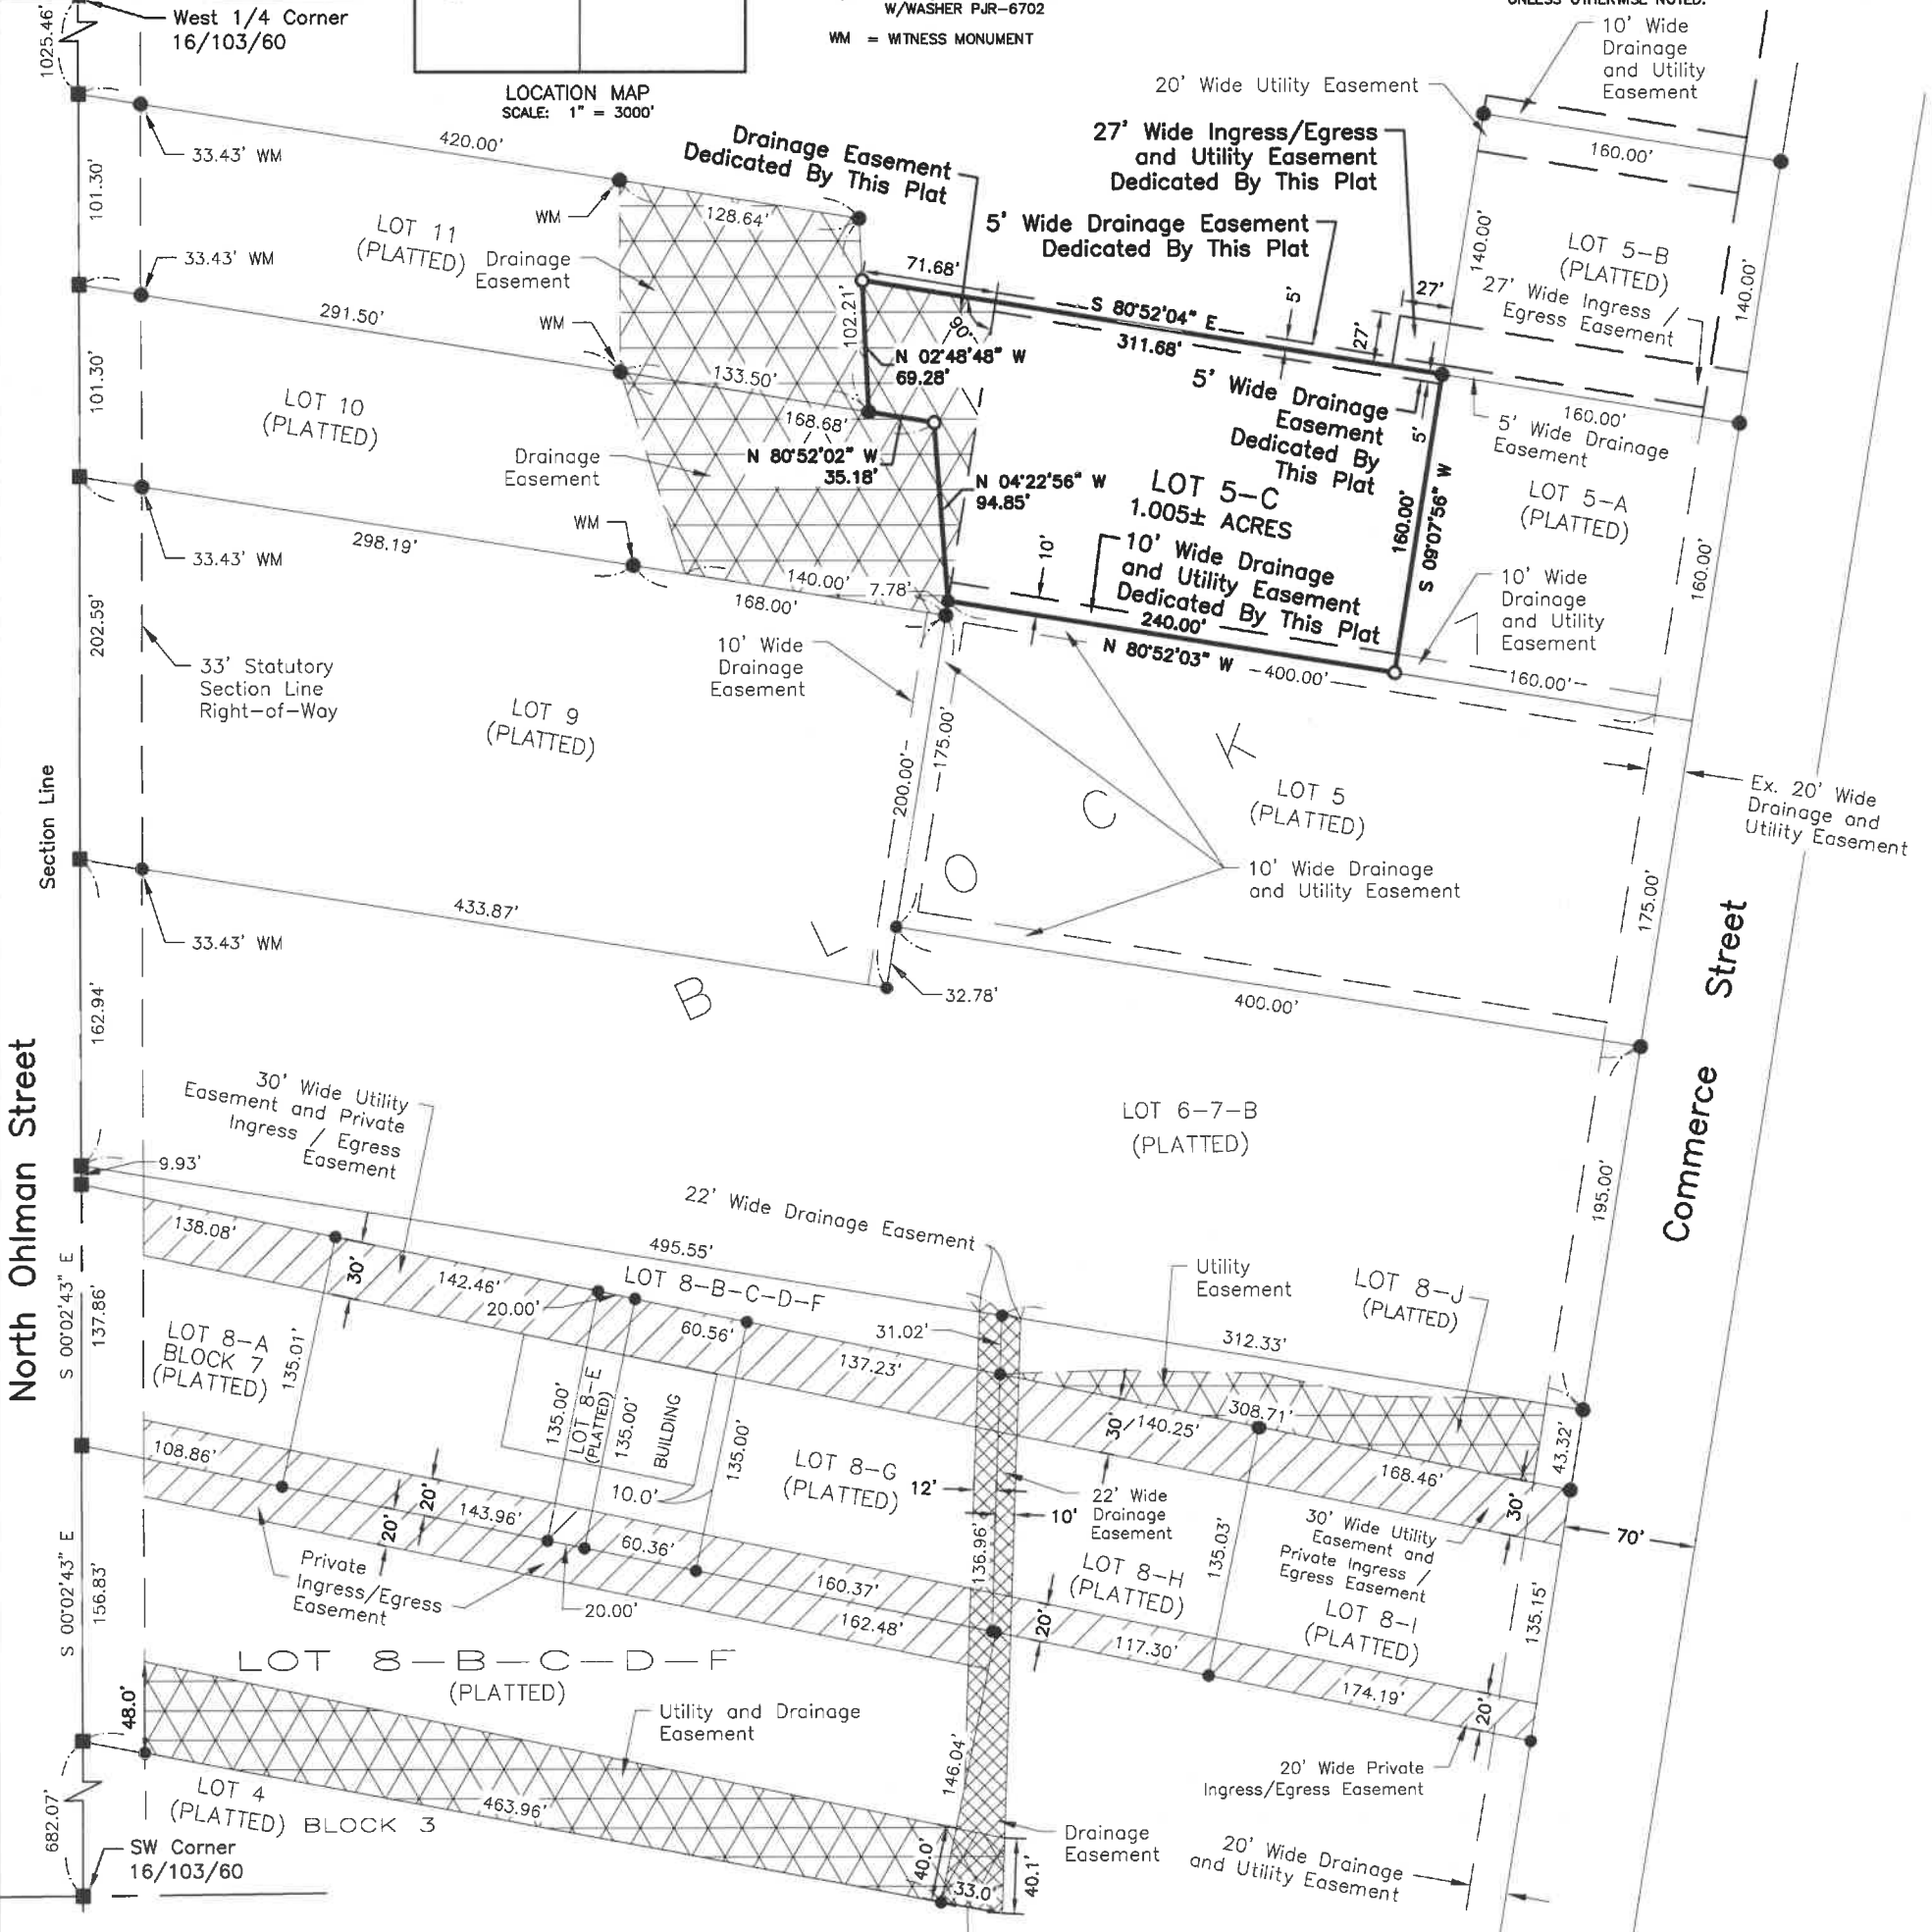 1025.46'
West 1/4 Corner
16/103/60
W/WASHER PJR-6702
WM = WITNESS MONUMENT
UNLESS OTHERWISE NOTED.
LOCATION MAP
SCALE: 1" = 3000'
10' Wide
Drainage
and Utility
Easement
20' Wide Utility Easement
160.00'
420.00'
33.43' WM
101.30'
LOT 11
(PLATTED)
WM
128.64'
Drainage
Easement
Drainage Easement
Dedicated By This Plat
27' Wide Ingress/Egress
and Utility Easement
Dedicated By This Plat
5' Wide Drainage Easement
Dedicated By This Plat
71.68'
90°
S 80°52'04" E
311.68'
5'
27'
27'
140.00'
LOT 5-B
(PLATTED)
27' Wide Ingress /
Egress Easement
140.00'
33.43' WM
291.50'
WM
102.21'
N 02°48'48" W
69.28'
133.50'
168.68'
N 80°52'02" W
35.18'
101.30'
LOT 10
(PLATTED)
Drainage
Easement
WM
N 04°22'56" W
94.85'
5' Wide Drainage
Easement
Dedicated By
This Plat
5'
160.00'
5' Wide Drainage
Easement
LOT 5-C
1.005± ACRES
160.00'
S 09°07'56" W
LOT 5-A
(PLATTED)
160.00'
33.43' WM
298.19'
140.00'
7.78'
168.00'
10'
10' Wide Drainage
and Utility Easement
Dedicated By This Plat
240.00'
N 80°52'03" W
400.00'
160.00'
10' Wide
Drainage
and Utility
Easement
202.59'
33' Statutory
Section Line
Right-of-Way
10' Wide
Drainage
Easement
LOT 9
(PLATTED)
200.00'
175.00'
LOT 5
(PLATTED)
Ex. 20' Wide
Drainage and
Utility Easement
10' Wide Drainage
and Utility Easement
175.00'
Section Line
433.87'
33.43' WM
B L O C K
32.78'
400.00'
Commerce Street
162.94'
North Ohlman Street
30' Wide Utility
Easement and Private
Ingress / Egress
Easement
LOT 6-7-B
(PLATTED)
195.00'
9.93'
22' Wide Drainage Easement
495.55'
138.08'
30'
142.46'
20.00'
LOT 8-B-C-D-F
60.56'
31.02'
137.23'
Utility
Easement
LOT 8-J
(PLATTED)
312.33'
S 00°02'43" E
137.86'
LOT 8-A
BLOCK 7
(PLATTED)
135.01'
135.00'
LOT 8-E
(PLATTED)
135.00'
BUILDING
135.00'
10.0'
LOT 8-G
(PLATTED)
12'
10'
22' Wide
Drainage
Easement
136.96'
30'
140.25'
308.71'
168.46'
43.32'
30'
70'
30' Wide Utility
Easement and
Private Ingress /
Egress Easement
108.86'
20'
20'
143.96'
60.36'
20.00'
160.37'
162.48'
LOT 8-H
(PLATTED)
135.03'
LOT 8-I
(PLATTED)
135.15'
20'
117.30'
174.19'
20'
S 00°02'43" E
156.83'
Private
Ingress/Egress
Easement
LOT 8-B-C-D-F
(PLATTED)
48.0'
Utility and Drainage
Easement
146.04'
20' Wide Private
Ingress/Egress Easement
LOT 4
(PLATTED) BLOCK 3
463.96'
682.07'
SW Corner
16/103/60
40.0'
33.0'
40.1'
Drainage
Easement
20' Wide Drainage
and Utility Easement